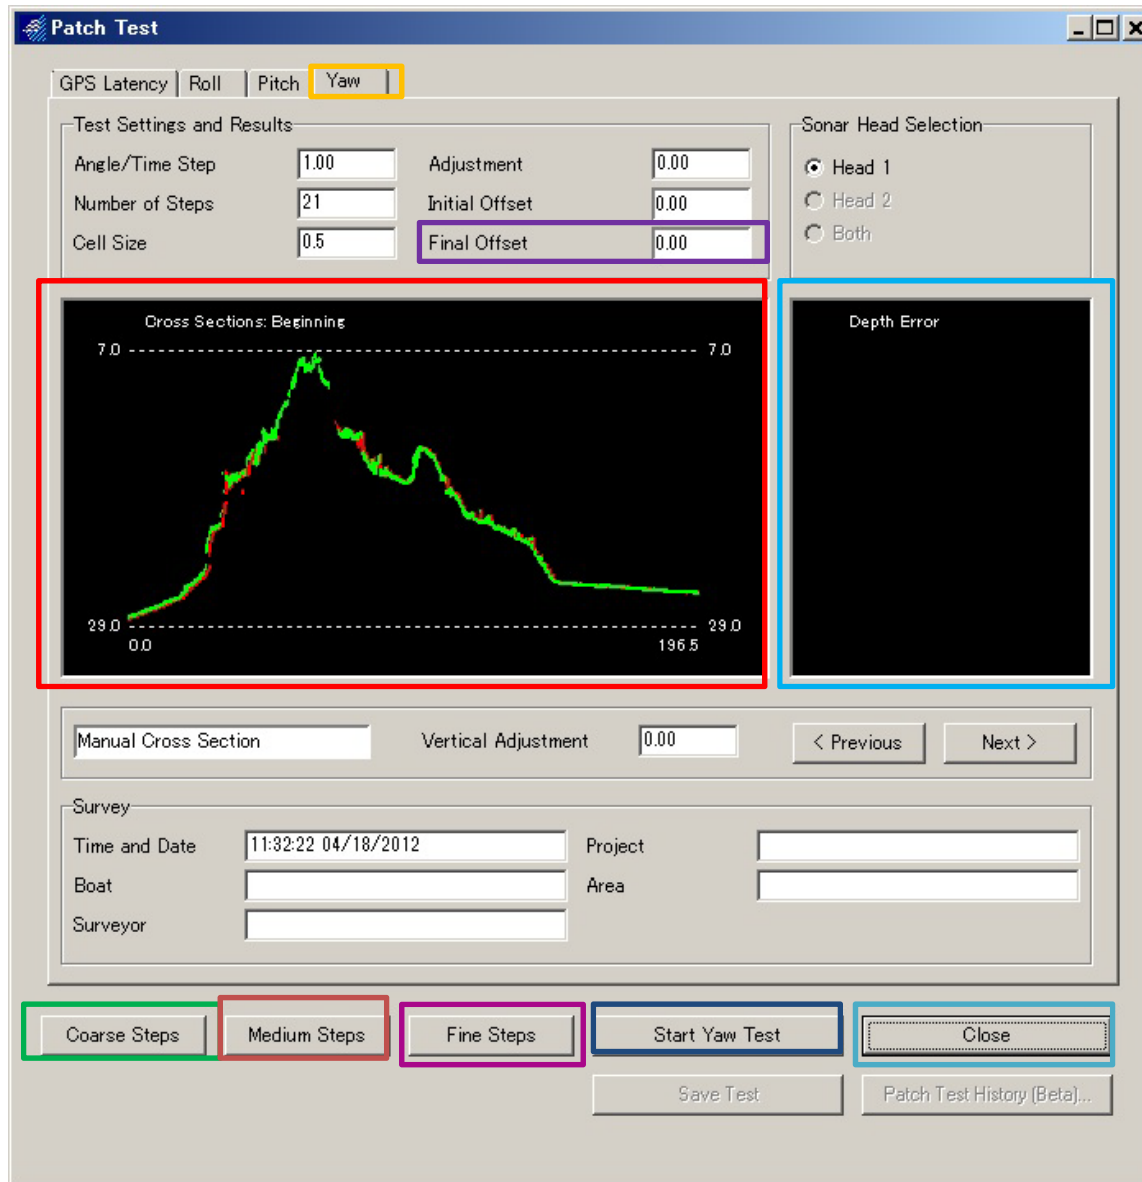 Patch Test
GPS Latency Roll Pitch Yaw
Test Settings and Results
Angle/Time Step 1.00 Adjustment 0.00
Number of Steps 21 Initial Offset 0.00
Cell Size 0.5 Final Offset 0.00
Sonar Head Selection
Head 1
Head 2
Both
Cross Sections: Beginning
7.0 7.0
29.0 29.0
0.0 196.5
Depth Error
Manual Cross Section Vertical Adjustment 0.00 < Previous Next >
Survey
Time and Date 11:32:22 04/18/2012 Project
Boat Area
Surveyor
Coarse Steps Medium Steps Fine Steps Start Yaw Test Close
Save Test Patch Test History (Beta)...